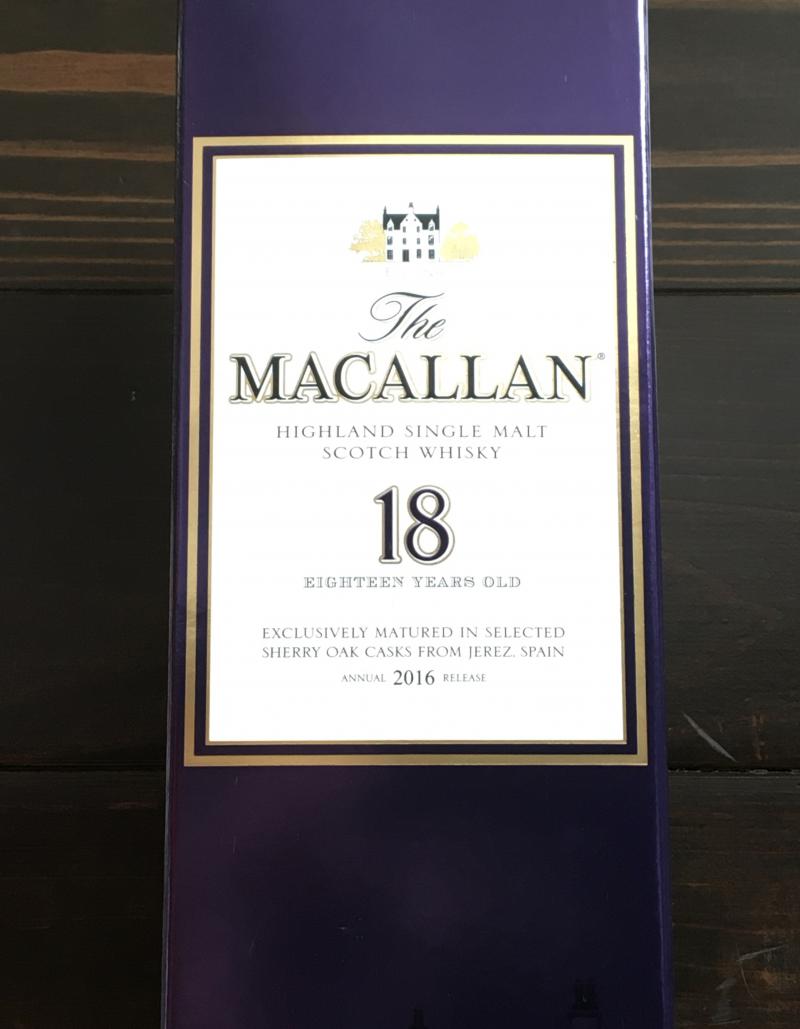 The
MACALLAN®
HIGHLAND SINGLE MALT
SCOTCH WHISKY
18
EIGHTEEN YEARS OLD
EXCLUSIVELY MATURED IN SELECTED
SHERRY OAK CASKS FROM JEREZ, SPAIN
ANNUAL 2016 RELEASE